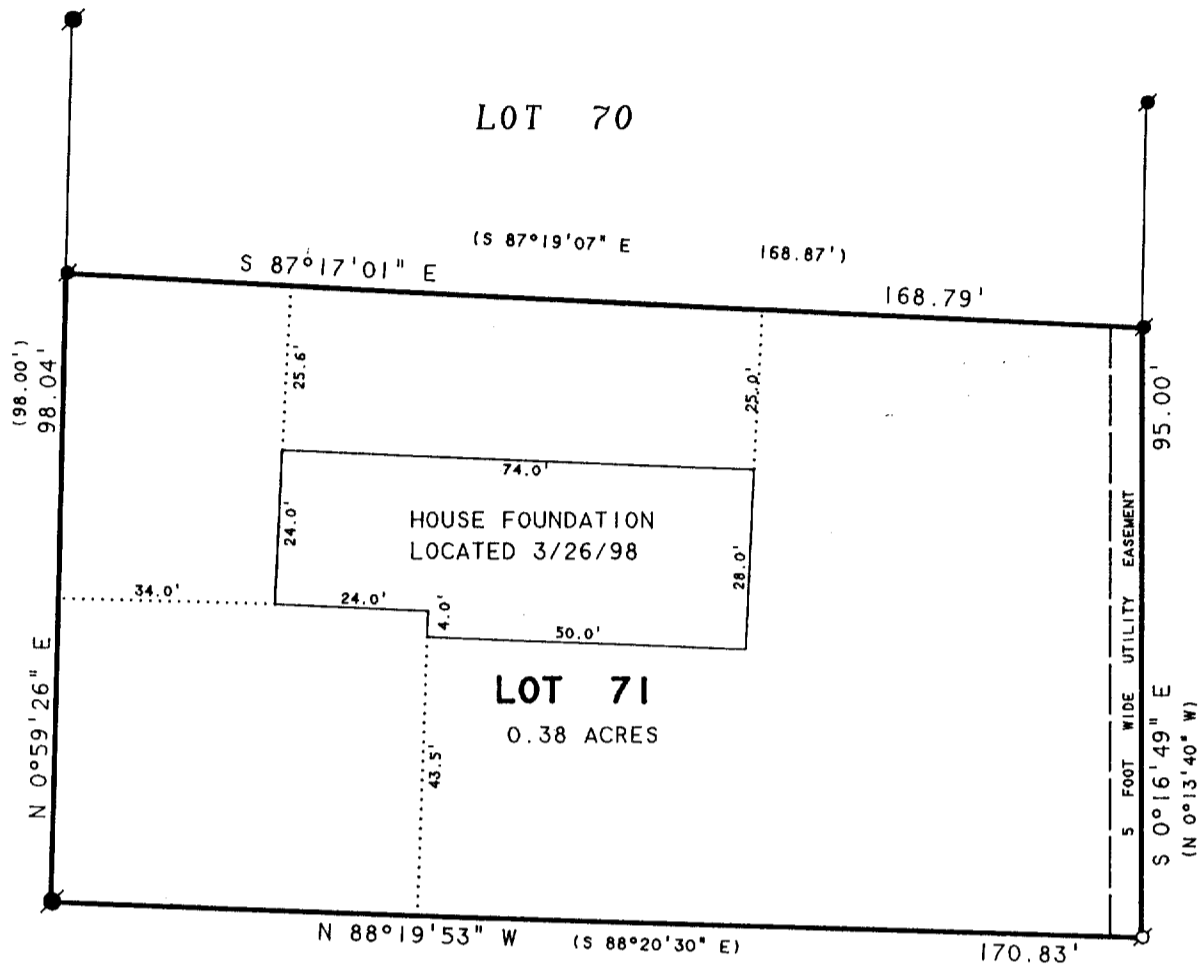 LOT 70
(S 87°19'07" E 168.87')
S 87°17'01" E 168.79'
(98.00')
98.04'
N 0°59'26" E
25.6'
25.0'
74.0'
24.0'
HOUSE FOUNDATION
LOCATED 3/26/98
28.0'
34.0'
24.0'
4.0'
50.0'
LOT 71
0.38 ACRES
43.5'
5 FOOT WIDE UTILITY EASEMENT
95.00'
S 0°16'49" E
(N 0°13'40" W)
N 88°19'53" W (S 88°20'30" E) 170.83'